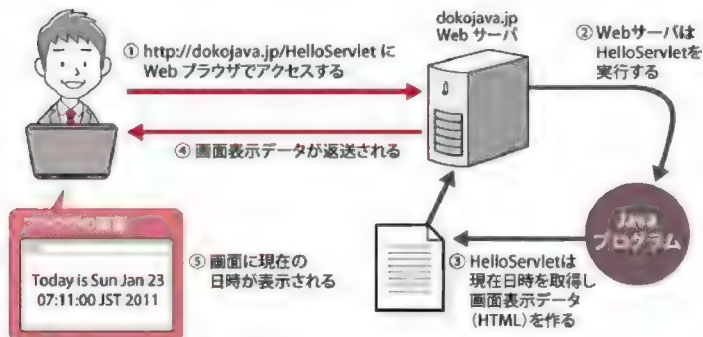 dokojava.jp
Web サーバ
① http://dokojava.jp/HelloServlet に
Web ブラウザでアクセスする
② Webサーバは
HelloServletを
実行する
④ 画面表示データが返送される
Java
プログラム
③ HelloServletは
現在日時を取得し
画面表示データ
(HTML)を作る
⑤ 画面に現在の
日時が表示される
Today is Sun Jan 23
07:11:00 JST 2011